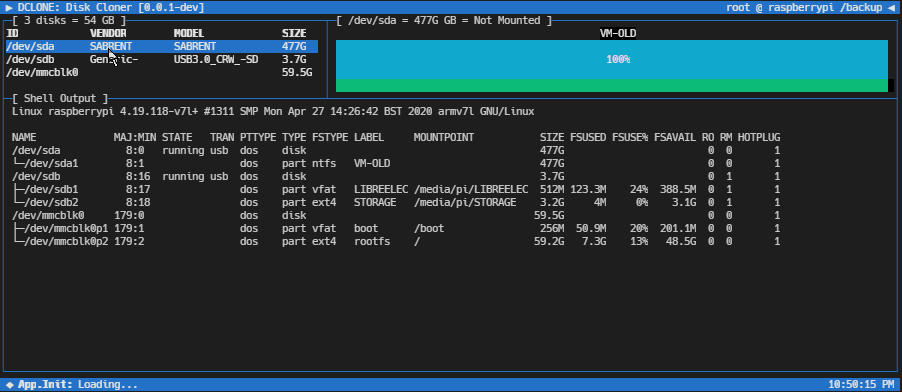 ▶ DCLONE: Disk Cloner [0.0.1-dev] root @ raspberrypi /backup ◀
[ 3 disks = 54 GB ] [ /dev/sda = 477G GB = Not Mounted ]
ID VENDOR MODEL SIZE
/dev/sda SABRENT SABRENT 477G
/dev/sdb Generic- USB3.0_CRW_-SD 3.7G
/dev/mmcblk0 59.5G
VM-OLD
100%
[ Shell Output ]
Linux raspberrypi 4.19.118-v7l+ #1311 SMP Mon Apr 27 14:26:42 BST 2020 armv7l GNU/Linux
NAME MAJ:MIN STATE TRAN PTTYPE TYPE FSTYPE LABEL MOUNTPOINT SIZE FSUSED FSUSE% FSAVAIL RO RM HOTPLUG
/dev/sda 8:0 running usb dos disk 477G 0 0 1
└─/dev/sda1 8:1 dos part ntfs VM-OLD 477G 0 0 1
/dev/sdb 8:16 running usb dos disk 3.7G 0 1 1
├─/dev/sdb1 8:17 dos part vfat LIBREELEC /media/pi/LIBREELEC 512M 123.3M 24% 388.5M 0 1 1
└─/dev/sdb2 8:18 dos part ext4 STORAGE /media/pi/STORAGE 3.2G 4M 0% 3.1G 0 1 1
/dev/mmcblk0 179:0 dos disk 59.5G 0 0 1
├─/dev/mmcblk0p1 179:1 dos part vfat boot /boot 256M 50.9M 20% 201.1M 0 0 1
└─/dev/mmcblk0p2 179:2 dos part ext4 rootfs / 59.2G 7.3G 13% 48.5G 0 0 1
◆ App.Init: Loading... 10:50:15 PM